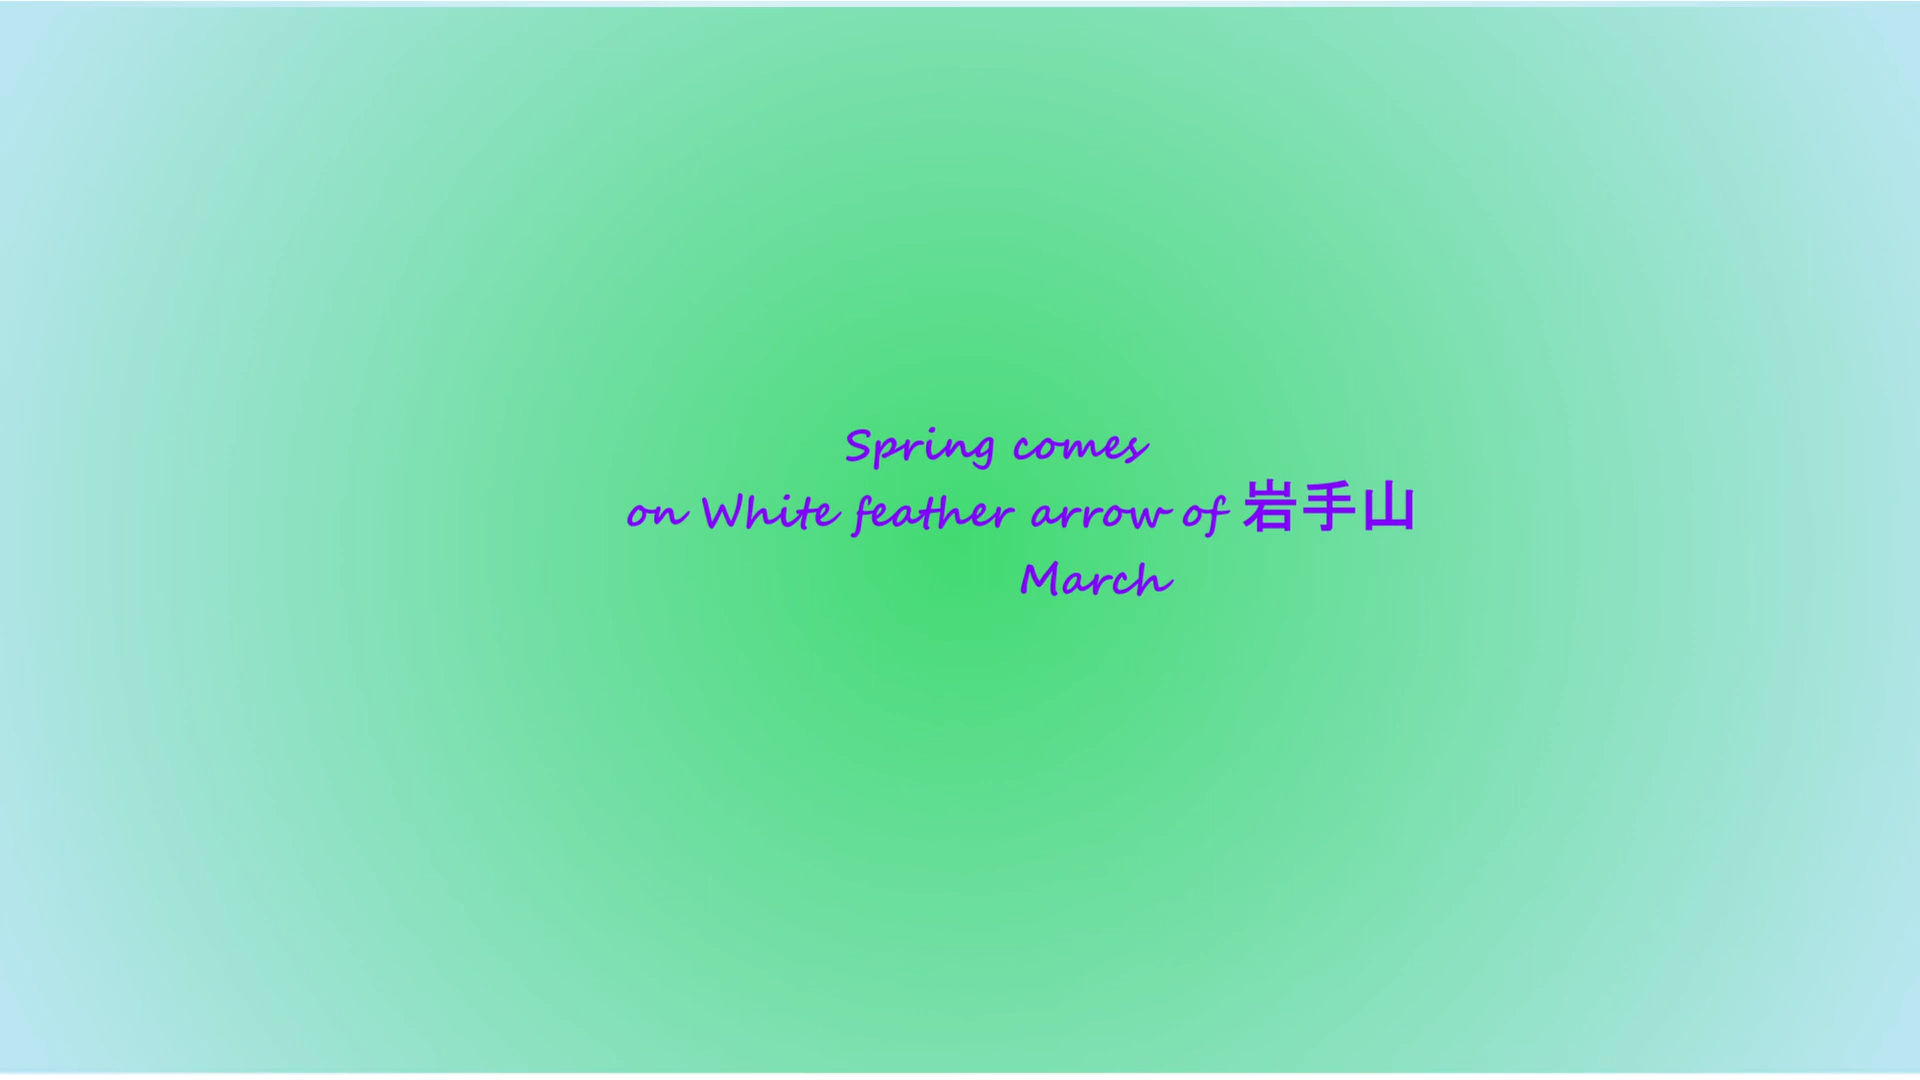 Spring comes
on White feather arrow of 岩手山
March